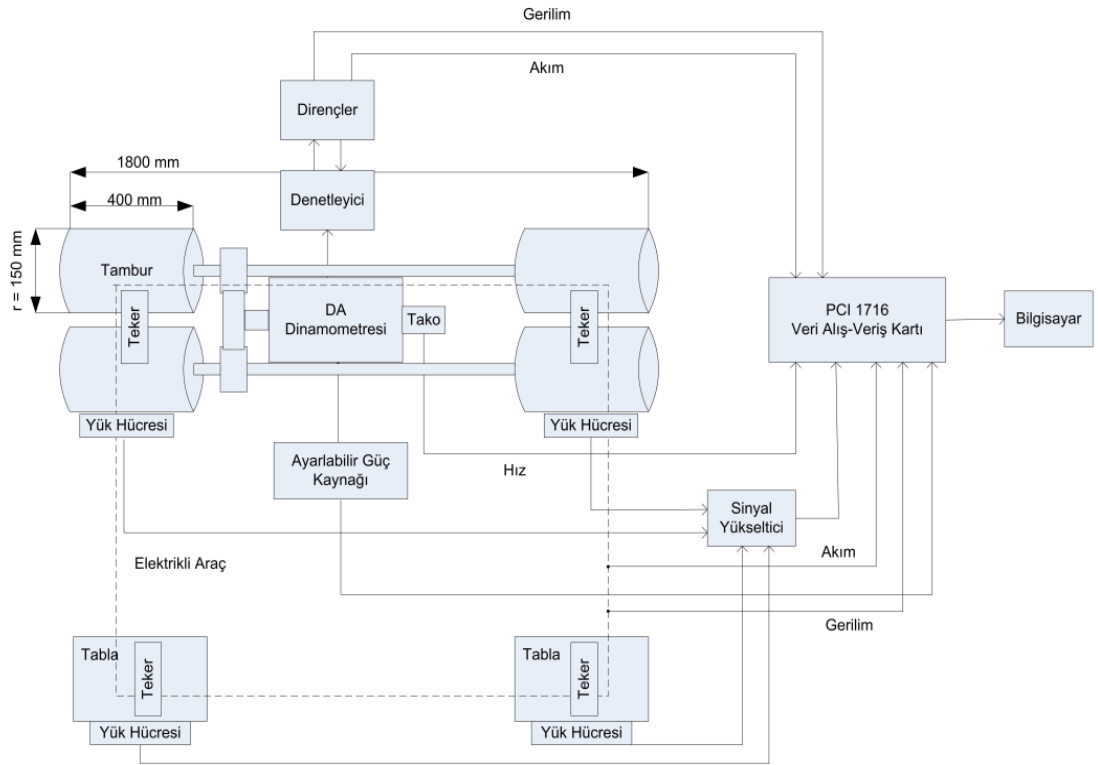 Gerilim
Akım
Dirençler
1800 mm
Denetleyici
400 mm
r = 150 mm
Tambur
Teker
DA
Dinamometresi
Tako
Teker
PCI 1716
Veri Alış-Veriş Kartı
Bilgisayar
Yük Hücresi
Yük Hücresi
Ayarlabilir Güç
Kaynağı
Hız
Sinyal
Yükseltici
Elektrikli Araç
Akım
Gerilim
Tabla
Teker
Tabla
Teker
Yük Hücresi
Yük Hücresi